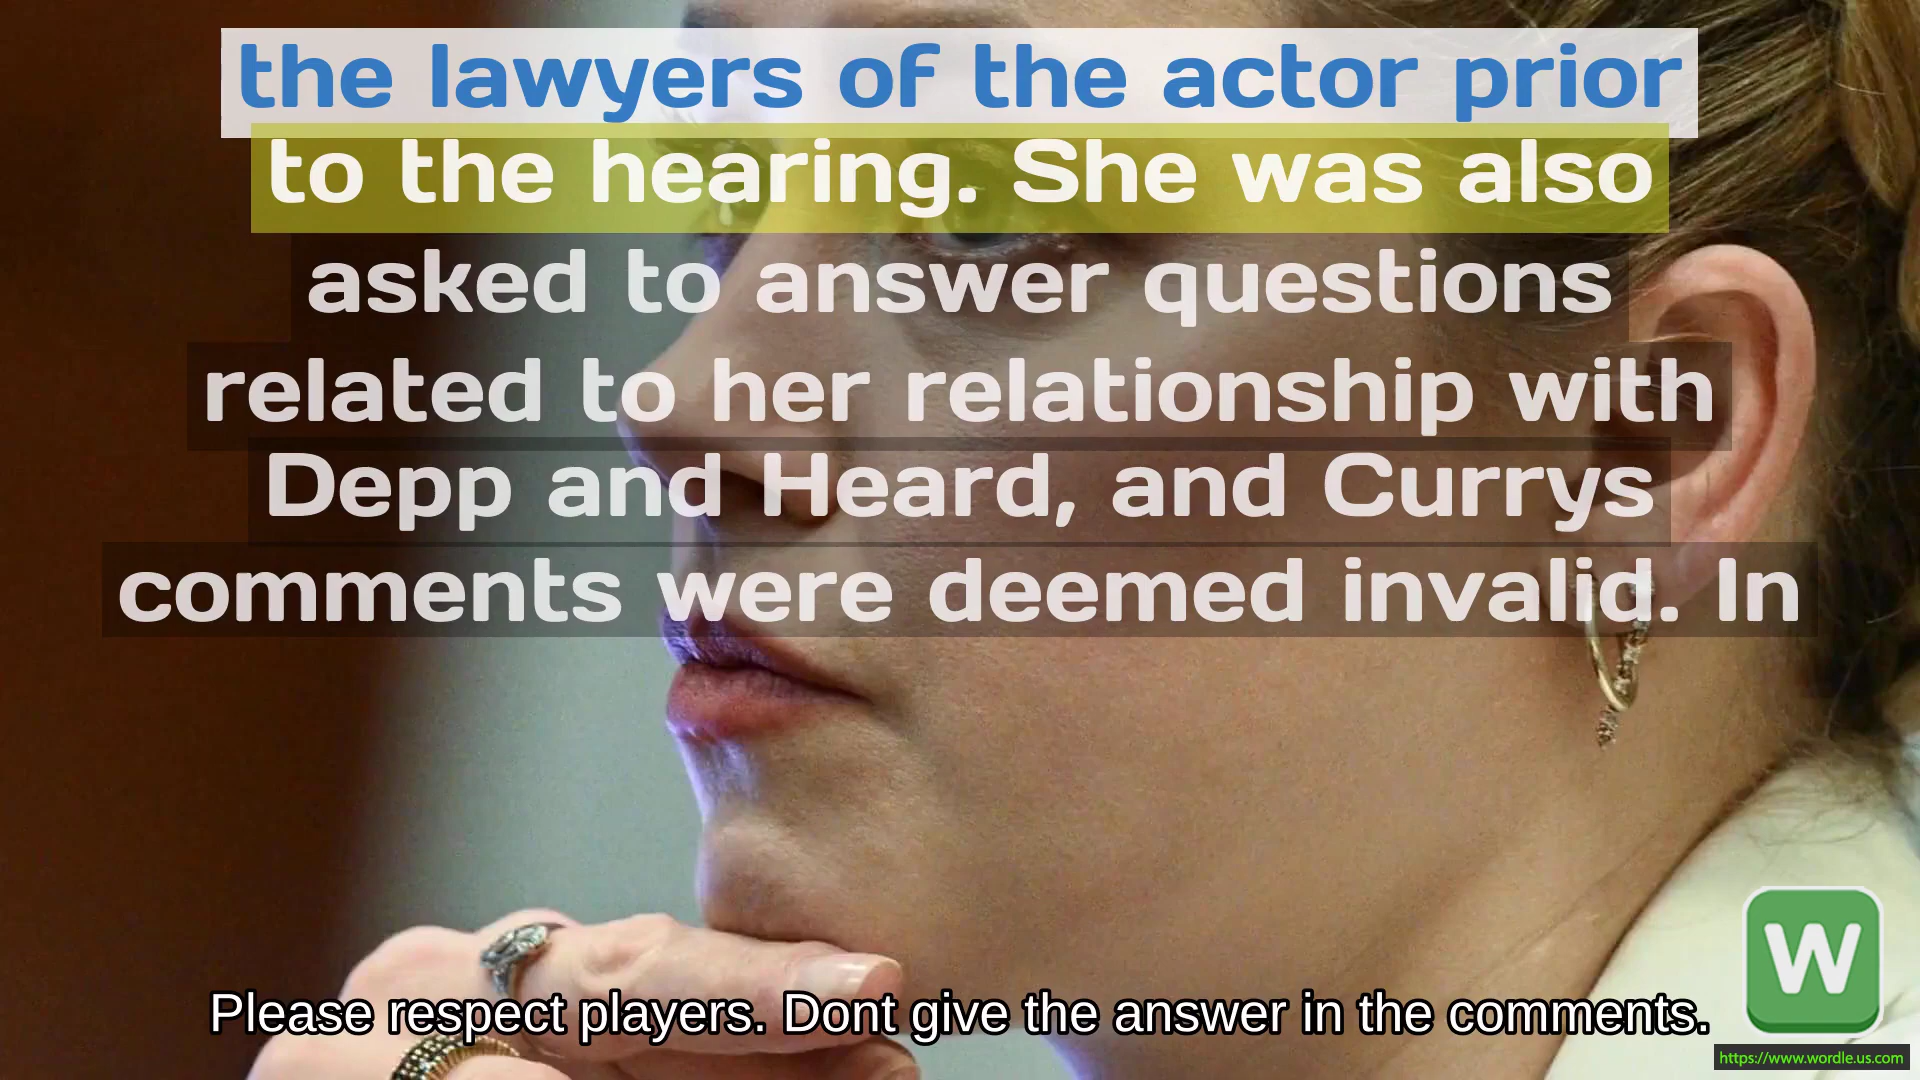 the lawyers of the actor prior
to the hearing. She was also
asked to answer questions
related to her relationship with
Depp and Heard, and Currys
comments were deemed invalid. In
W
Please respect players. Dont give the answer in the comments.
https://www.wordle.us.com